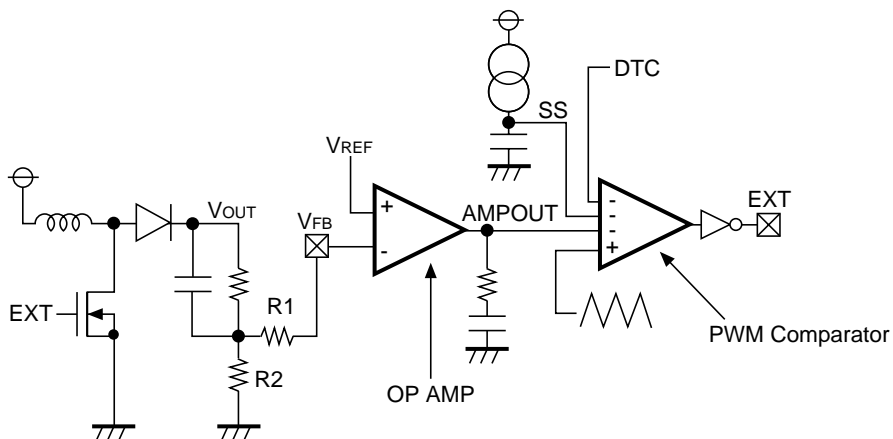 DTC
SS
VREF
EXT
VOUT
VFB
AMPOUT
+
-
-
-
-
+
R1
EXT
R2
PWM Comparator
OP AMP